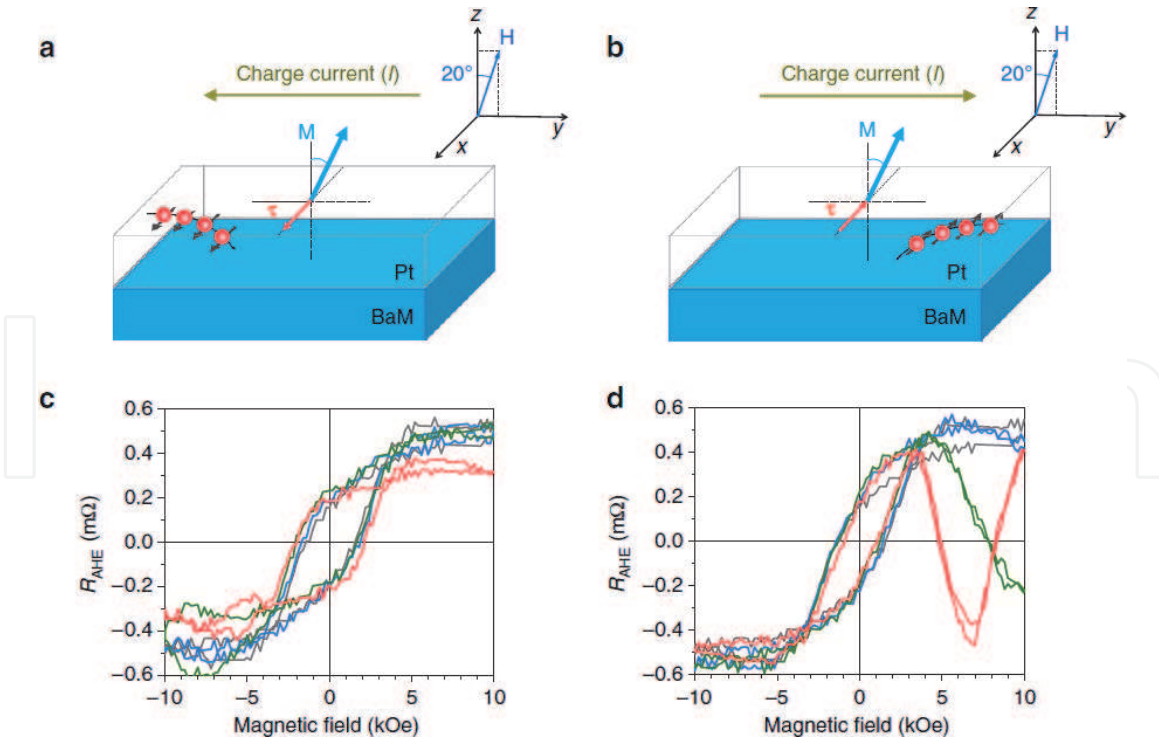 a
z
H
20°
Charge current (I)
y
x
M
τ
Pt
BaM
b
z
H
20°
Charge current (I)
y
x
M
τ
Pt
BaM
c
0.6
0.4
0.2
0.0
−0.2
−0.4
−0.6
R_AHE (mΩ)
−10 −5 0 5 10
Magnetic field (kOe)
d
0.6
0.4
0.2
0.0
−0.2
−0.4
−0.6
R_AHE (mΩ)
−10 −5 0 5 10
Magnetic field (kOe)